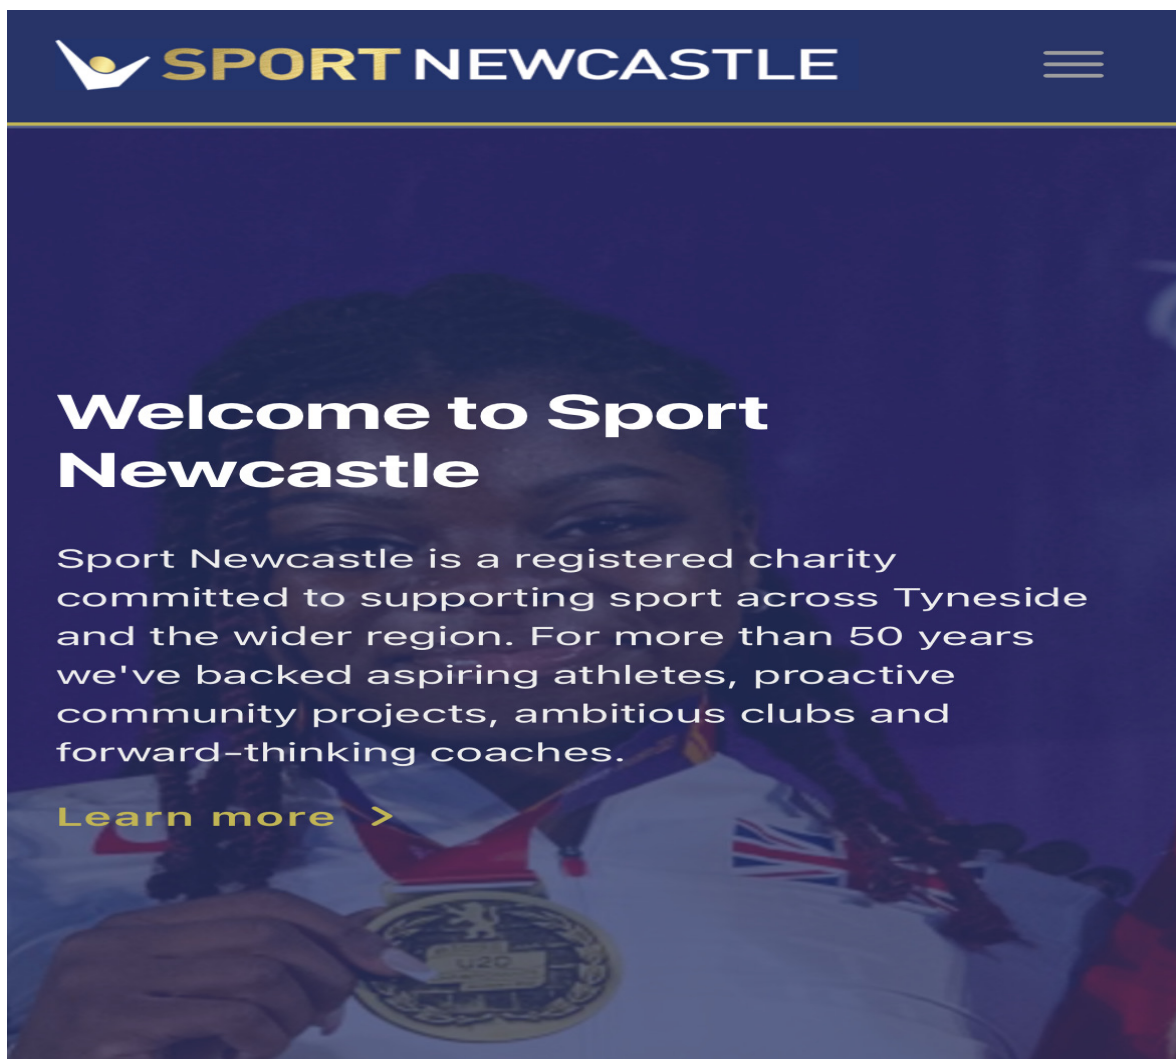 SPORT NEWCASTLE
Welcome to Sport
Newcastle
Sport Newcastle is a registered charity
committed to supporting sport across Tyneside
and the wider region. For more than 50 years
we've backed aspiring athletes, proactive
community projects, ambitious clubs and
forward-thinking coaches.
Learn more >
U20